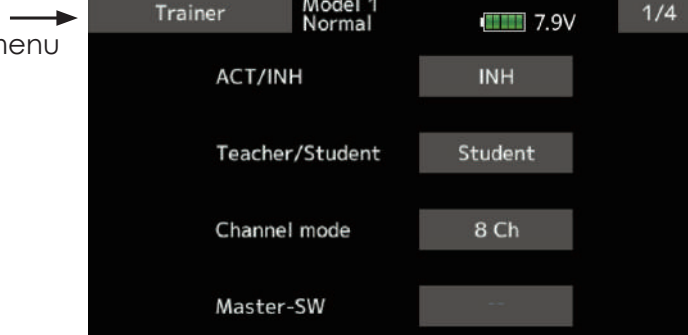 Trainer Model 1 Normal 7.9V 1/4
menu
ACT/INH INH
Teacher/Student Student
Channel mode 8 Ch
Master-SW --